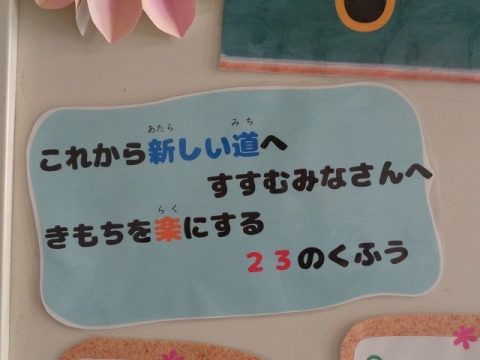 これから新しい道へ
すすむみなさんへ
きもちを楽にする
23のくふう